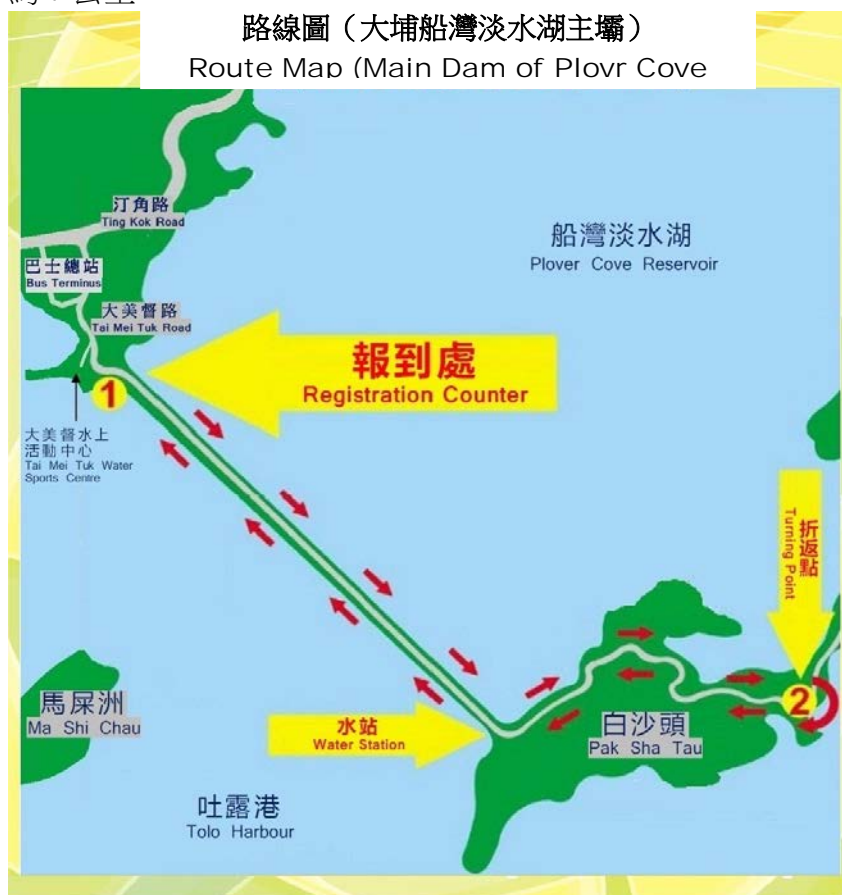 路線圖（大埔船灣淡水湖主壩）
Route Map (Main Dam of Plovr Cove
汀角路
Ting Kok Road
船灣淡水湖
Plover Cove Reservoir
巴士總站
Bus Terminus
大美督路
Tai Mei Tuk Road
報到處
Registration Counter
1
大美督水上
活動中心
Tai Mei Tuk Water
Sports Centre
折返點
Turning Point
馬屎洲
Ma Shi Chau
水站
Water Station
白沙頭
Pak Sha Tau
2
吐露港
Tolo Harbour